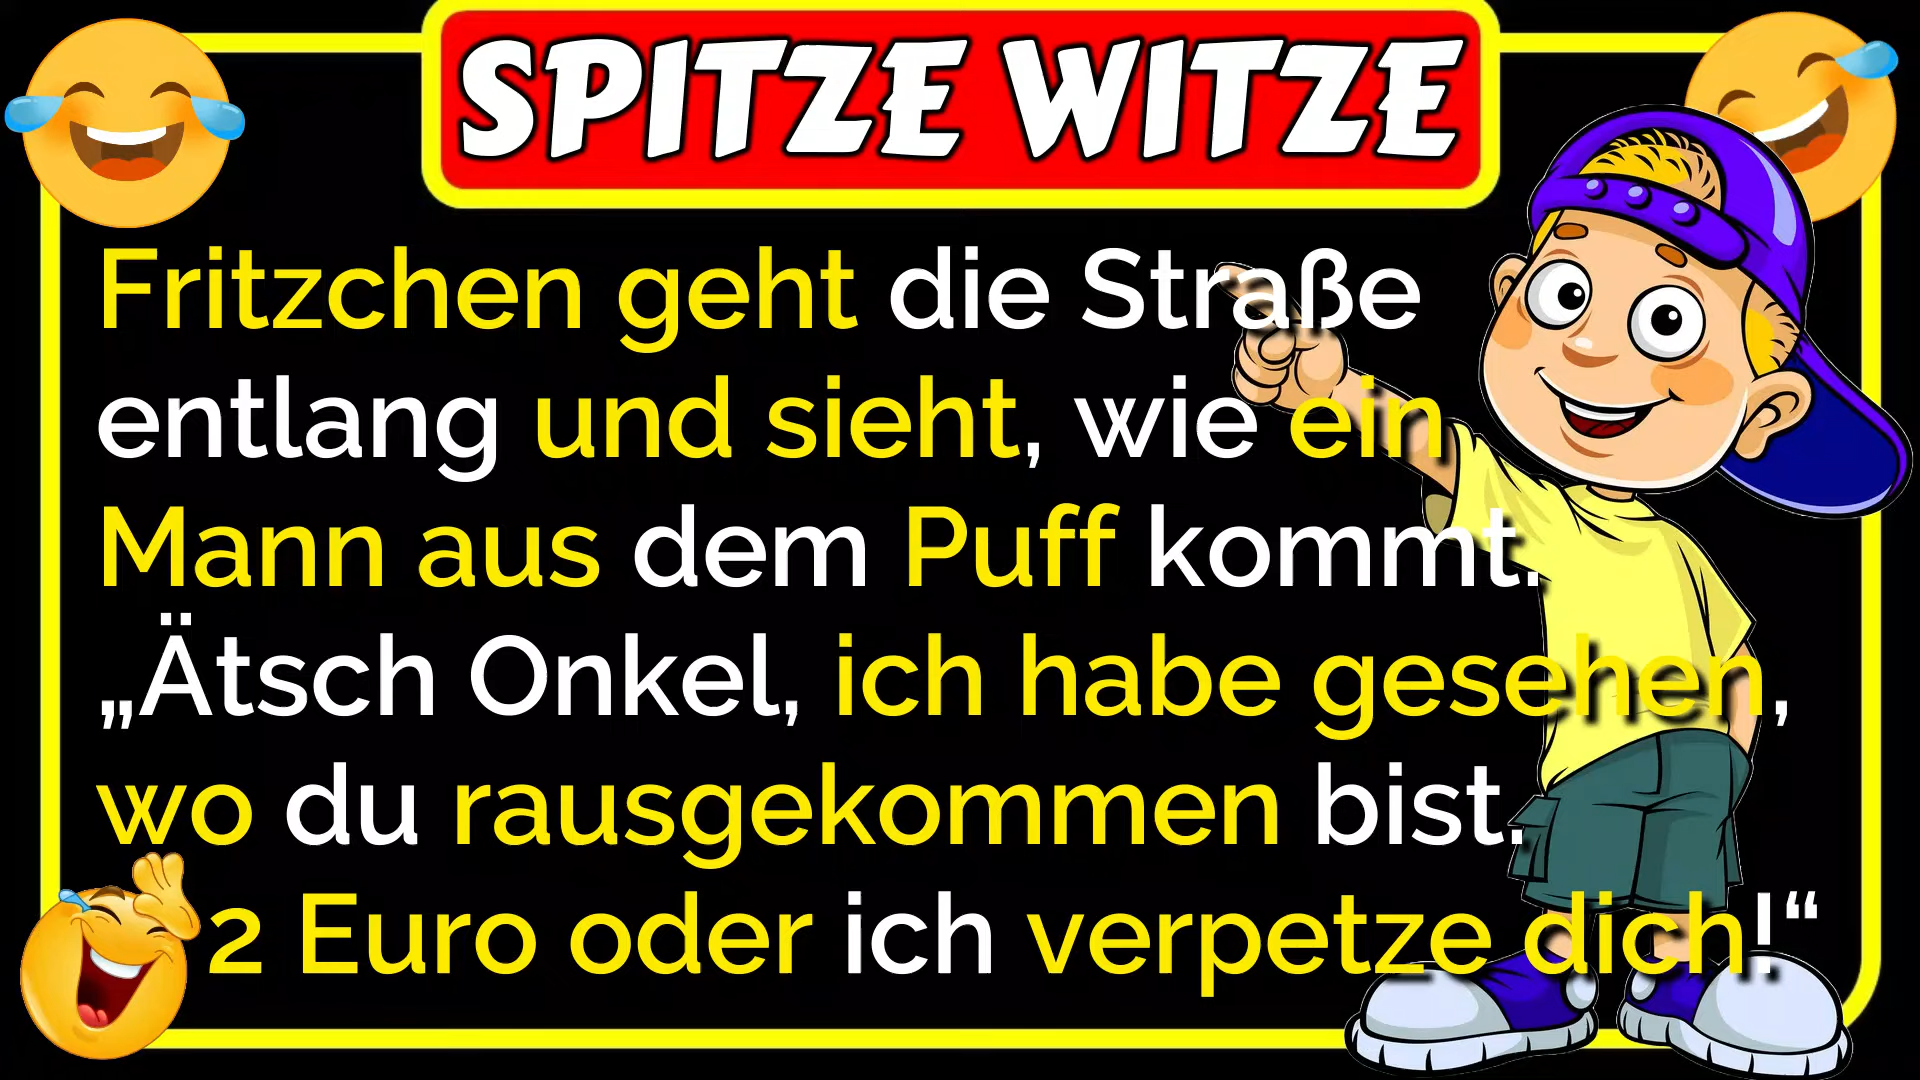 SPITZE WITZE
Fritzchen geht die Straße
entlang und sieht, wie ein
Mann aus dem Puff kommt.
„Ätsch Onkel, ich habe gesehen,
wo du rausgekommen bist.
2 Euro oder ich verpetze dich!“